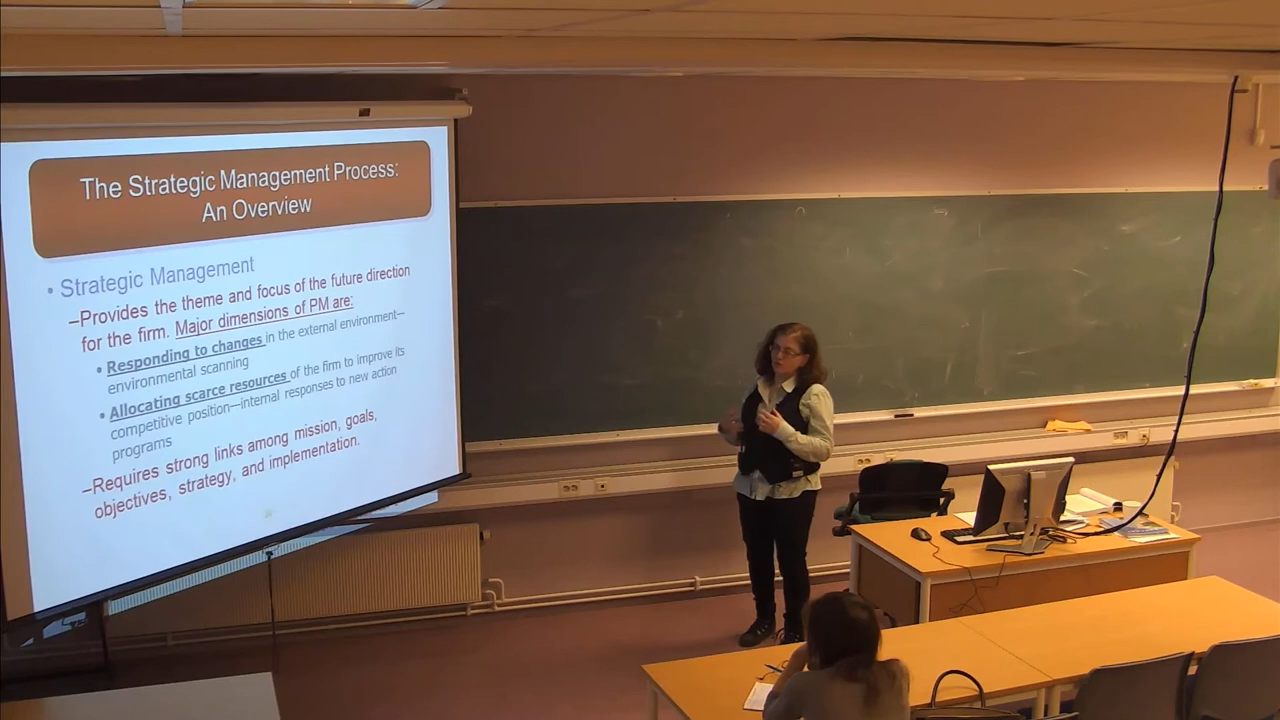 The Strategic Management Process:
An Overview
• Strategic Management
–Provides the theme and focus of the future direction
for the firm. Major dimensions of PM are:
• Responding to changes in the external environment—
environmental scanning
• Allocating scarce resources of the firm to improve its
competitive position—internal responses to new action
programs
–Requires strong links among mission, goals,
objectives, strategy, and implementation.